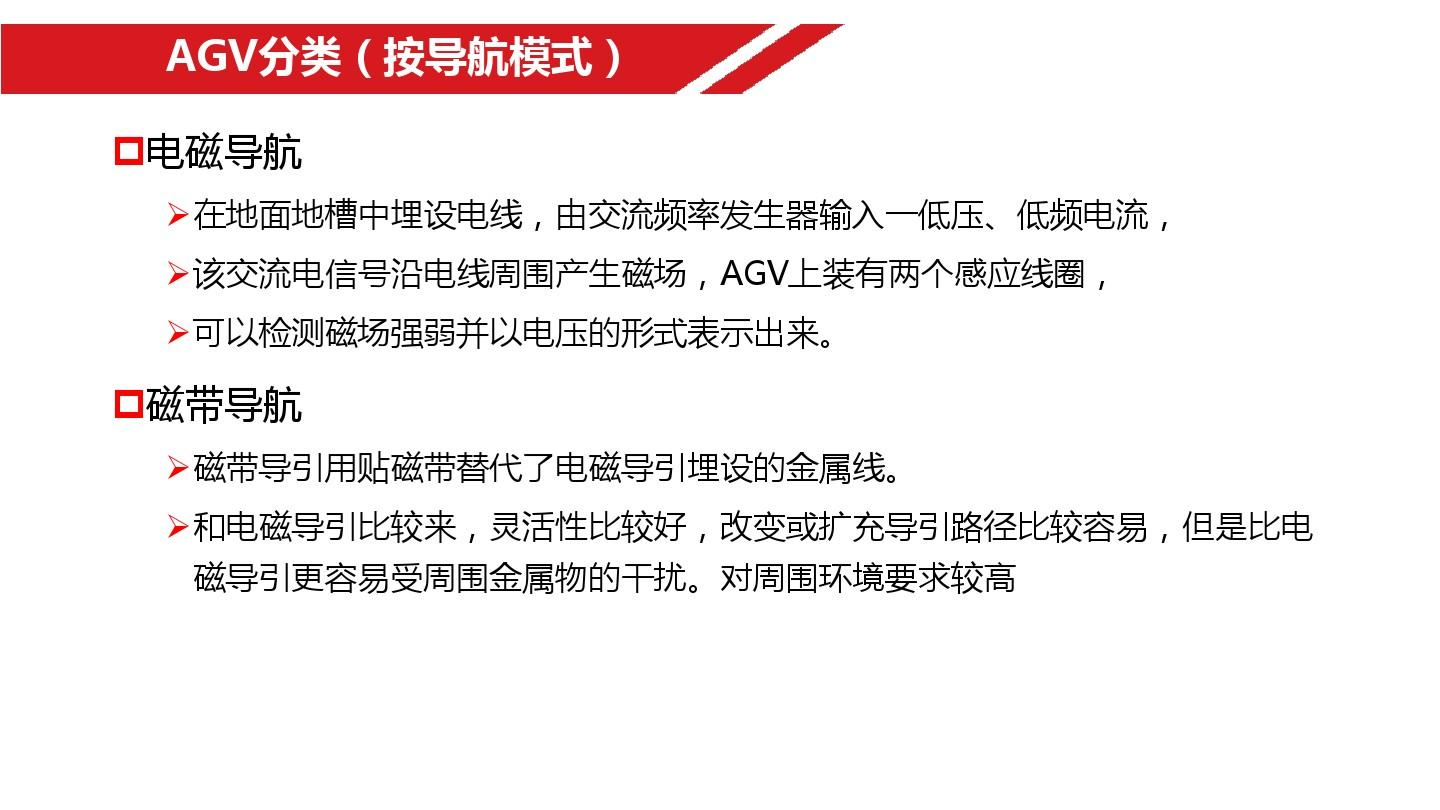 AGV分类（按导航模式）
电磁导航
在地面地槽中埋设电线，由交流频率发生器输入一低压、低频电流，
该交流电信号沿电线周围产生磁场，AGV上装有两个感应线圈，
可以检测磁场强弱并以电压的形式表示出来。
磁带导航
磁带导引用贴磁带替代了电磁导引埋设的金属线。
和电磁导引比较来，灵活性比较好，改变或扩充导引路径比较容易，但是比电
磁导引更容易受周围金属物的干扰。对周围环境要求较高